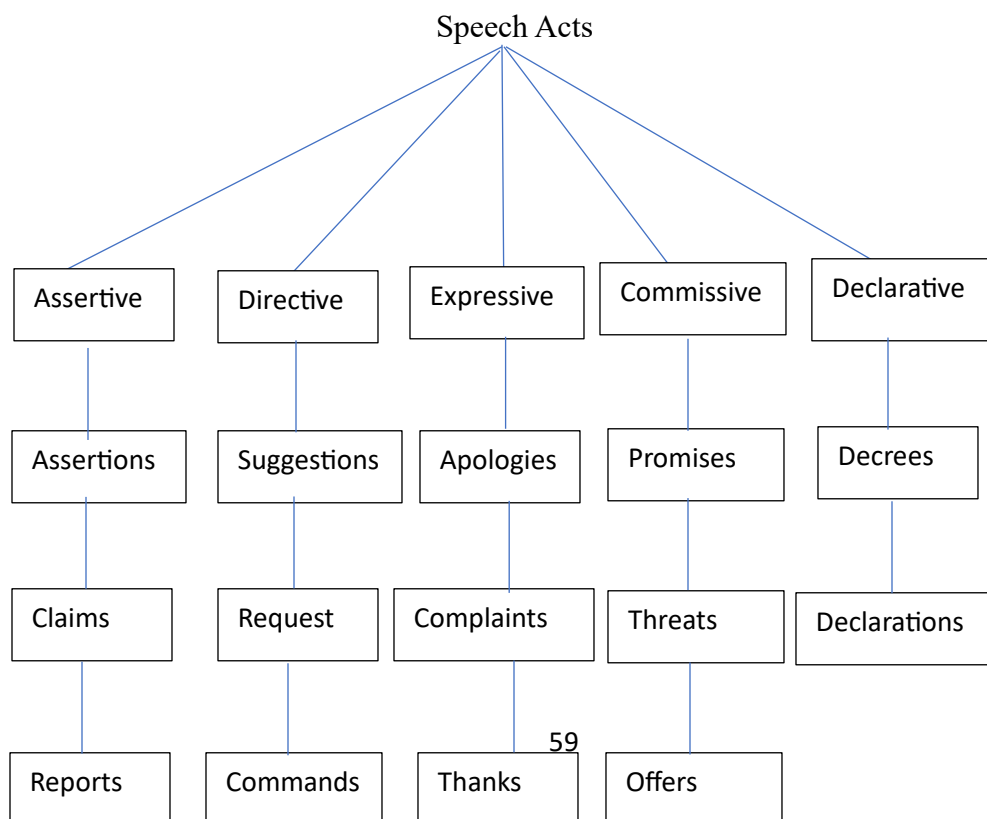 Speech Acts
Assertive
Directive
Expressive
Commissive
Declarative
Assertions
Suggestions
Apologies
Promises
Decrees
Claims
Request
Complaints
Threats
Declarations
59
Reports
Commands
Thanks
Offers